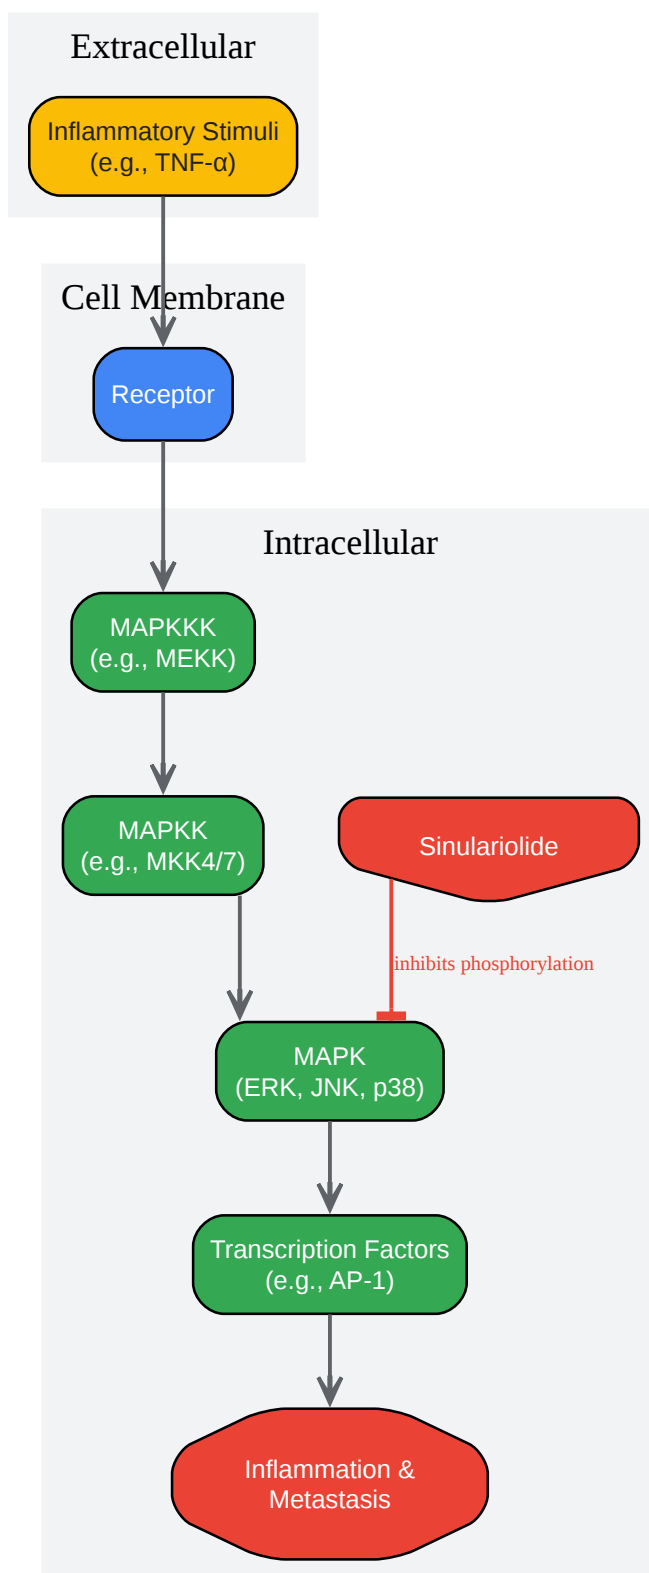 Extracellular
Inflammatory Stimuli
(e.g., TNF-α)
Cell Membrane
Receptor
Intracellular
MAPKKK
(e.g., MEKK)
MAPKK
(e.g., MKK4/7)
Sinulariolide
inhibits phosphorylation
MAPK
(ERK, JNK, p38)
Transcription Factors
(e.g., AP-1)
Inflammation &
Metastasis